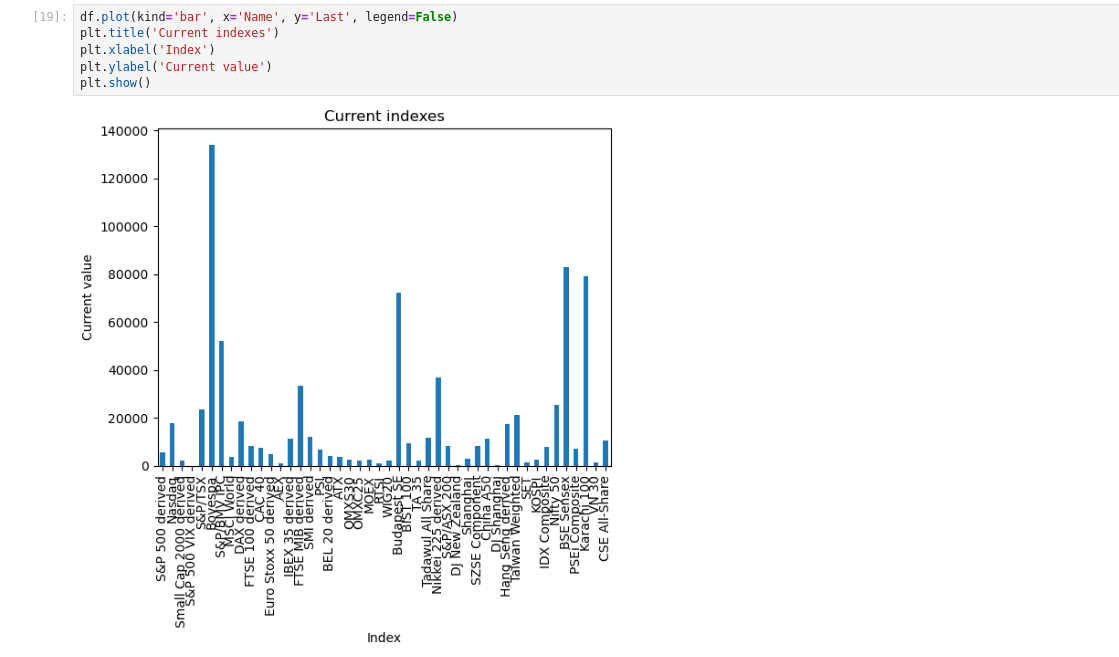 [19]:
df.plot(kind='bar', x='Name', y='Last', legend=False)
plt.title('Current indexes')
plt.xlabel('Index')
plt.ylabel('Current value')
plt.show()
Current indexes
140000
120000
100000
80000
60000
40000
20000
0
Current value
S&P 500 derived
Nasdaq
Small Cap 2000 derived
S&P 500 VIX derived
S&P/TSX
Bovespa
S&P/BMV IPC
MSCI World
DAX derived
FTSE 100 derived
CAC 40
Euro Stoxx 50 derived
AEX
IBEX 35 derived
FTSE MIB derived
SMI derived
PSI
BEL 20 derived
ATX
OMXS30
OMXC25
MOEX
RTSI
WIG20
Budapest SE
BIST 100
TA 35
Tadawul All Share
Nikkei 225 derived
S&P/ASX 200
DJ New Zealand
Shanghai
SZSE Component
China A50
DJ Shanghai
Hang Seng derived
Taiwan Weighted
SET
KOSPI
IDX Composite
Nifty 50
BSE Sensex
PSEi Composite
Karachi 100
VN 30
CSE All-Share
Index